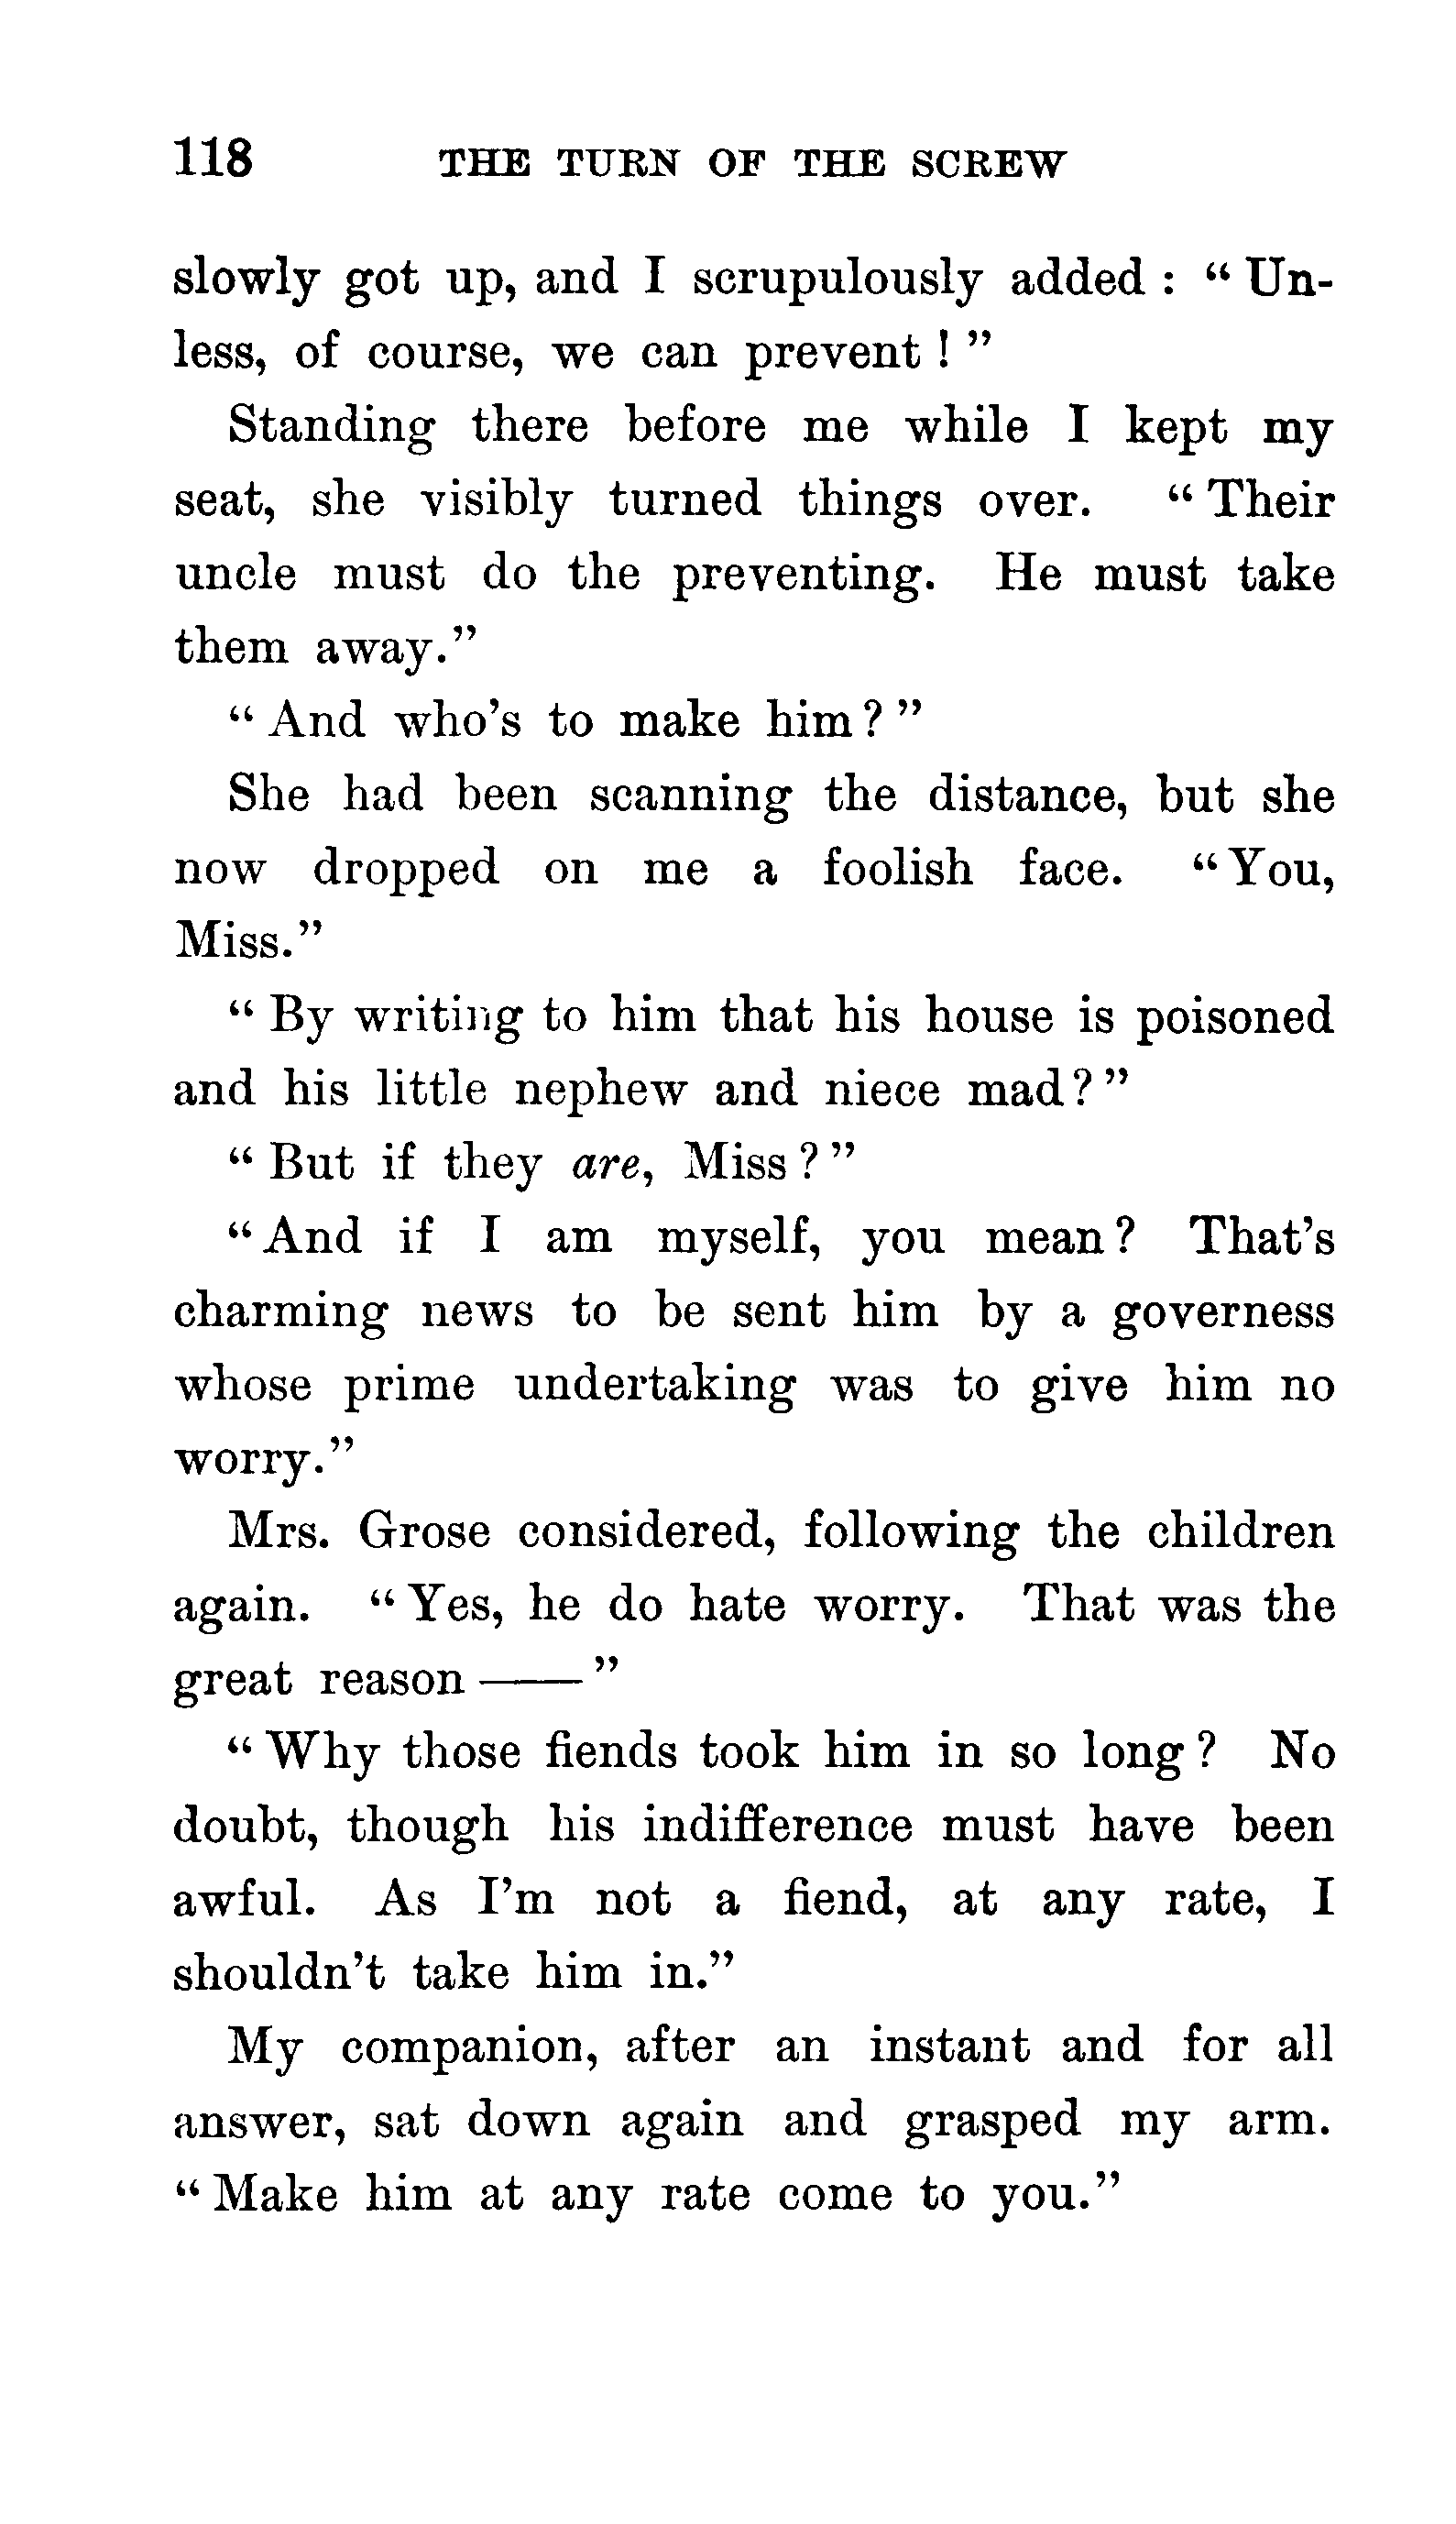 118 THE TURN OF THE SCREW
slowly got up, and I scrupulously added : “ Un-
less, of course, we can prevent ! ”
Standing there before me while I kept my
seat, she visibly turned things over. “ Their
uncle must do the preventing. He must take
them away.”
“ And who’s to make him ? ”
She had been scanning the distance, but she
now dropped on me a foolish face. “ You,
Miss.”
“ By writing to him that his house is poisoned
and his little nephew and niece mad ? ”
“ But if they are, Miss ? ”
“ And if I am myself, you mean ? That’s
charming news to be sent him by a governess
whose prime undertaking was to give him no
worry.”
Mrs. Grose considered, following the children
again. “ Yes, he do hate worry. That was the
great reason —— ”
“ Why those fiends took him in so long ? No
doubt, though his indifference must have been
awful. As I’m not a fiend, at any rate, I
shouldn’t take him in.”
My companion, after an instant and for all
answer, sat down again and grasped my arm.
“ Make him at any rate come to you.”